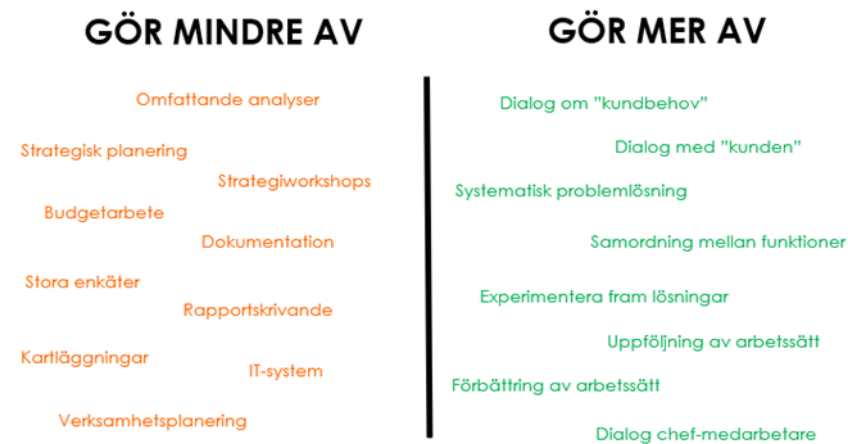 GÖR MINDRE AV
Omfattande analyser
Strategisk planering
Strategiworkshops
Budgetarbete
Dokumentation
Stora enkäter
Rapportskrivande
Kartläggningar
IT-system
Verksamhetsplanering
GÖR MER AV
Dialog om ”kundbehov”
Dialog med ”kunden”
Systematisk problemlösning
Samordning mellan funktioner
Experimentera fram lösningar
Uppföljning av arbetssätt
Förbättring av arbetssätt
Dialog chef-medarbetare